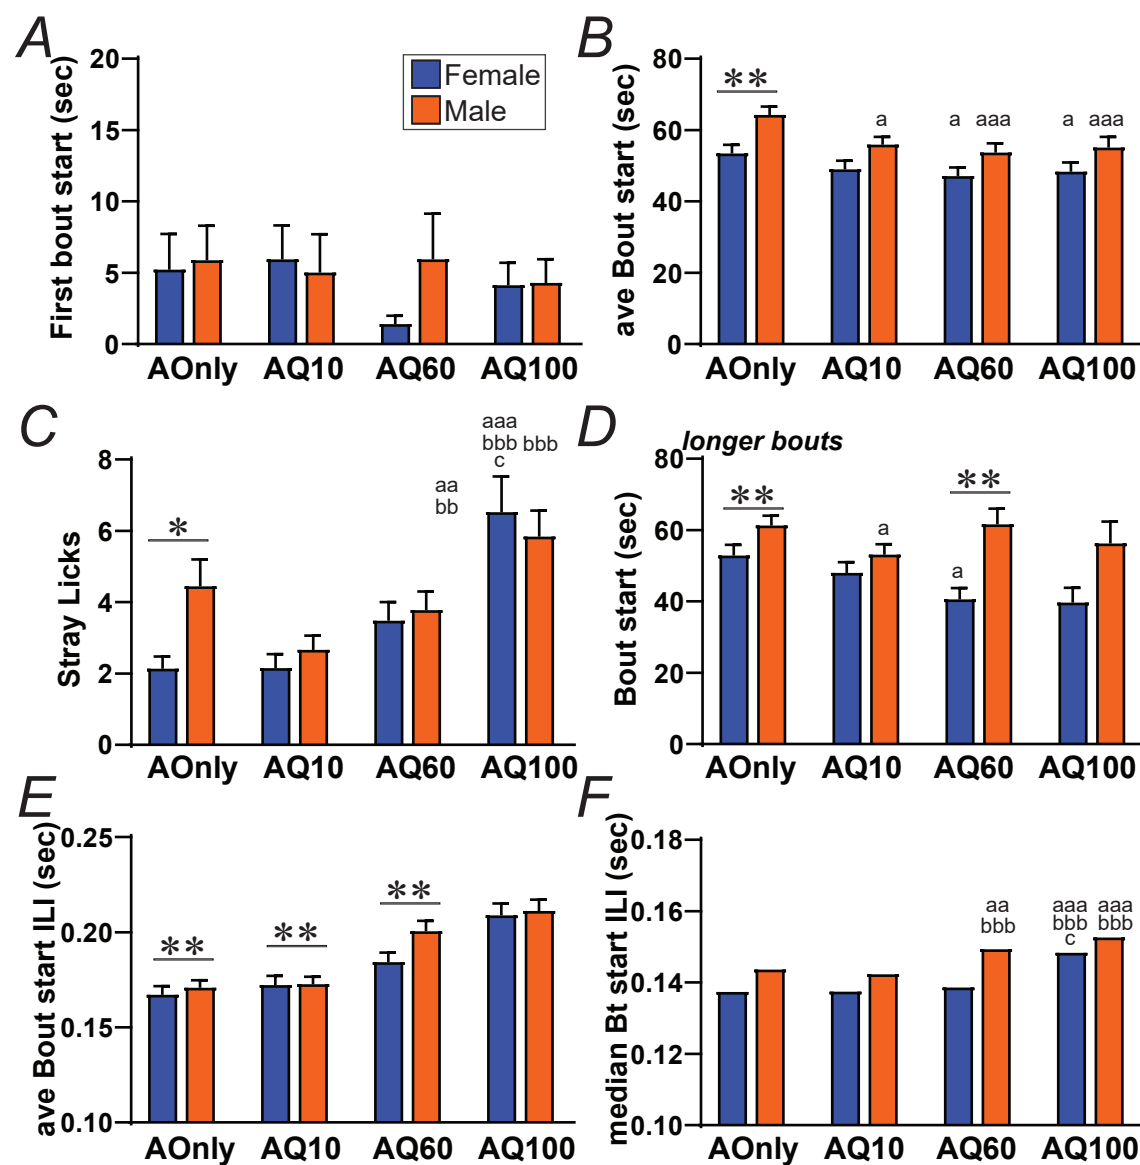 A
First bout start (sec)
20
15
10
5
0
Female
Male
AOnly AQ10 AQ60 AQ100
B
ave Bout start (sec)
80
60
40
20
0
**
a
a aaa
a aaa
AOnly AQ10 AQ60 AQ100
C
Stray Licks
8
6
4
2
0
*
aa
bb
aaa
bbb bbb
c
AOnly AQ10 AQ60 AQ100
D
longer bouts
Bout start (sec)
80
60
40
20
0
**
a
**
a
AOnly AQ10 AQ60 AQ100
E
ave Bout start ILI (sec)
0.25
0.20
0.15
0.10
**
**
**
AOnly AQ10 AQ60 AQ100
F
median Bt start ILI (sec)
0.18
0.16
0.14
0.12
0.10
aa
bbb
aaa aaa
bbb bbb
c
AOnly AQ10 AQ60 AQ100